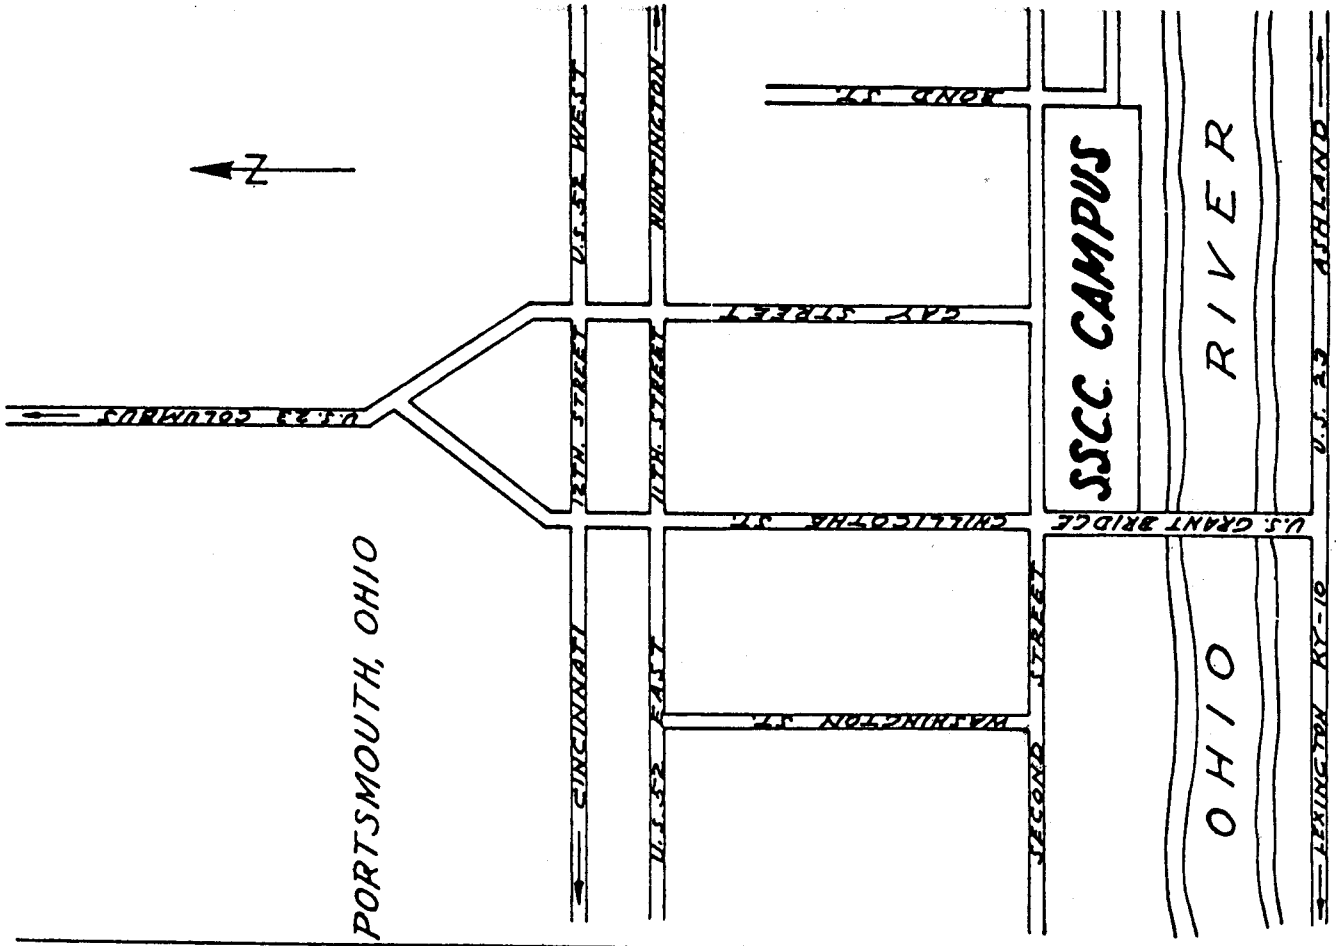 PORTSMOUTH, OHIO
N
U.S. 23 COLUMBUS
CINCINNATI
12TH. STREET
U.S. 52 WEST
U.S. 52 EAST
11TH. STREET
HUNTINGTON
WASHINGTON ST.
CHILLICOTHA ST.
GAY STREET
BOND ST.
SECOND STREET
SSCC. CAMPUS
U.S. GRANT BRIDGE
OHIO RIVER
LEXINGTON KY-10
U.S. 23 ASHLAND